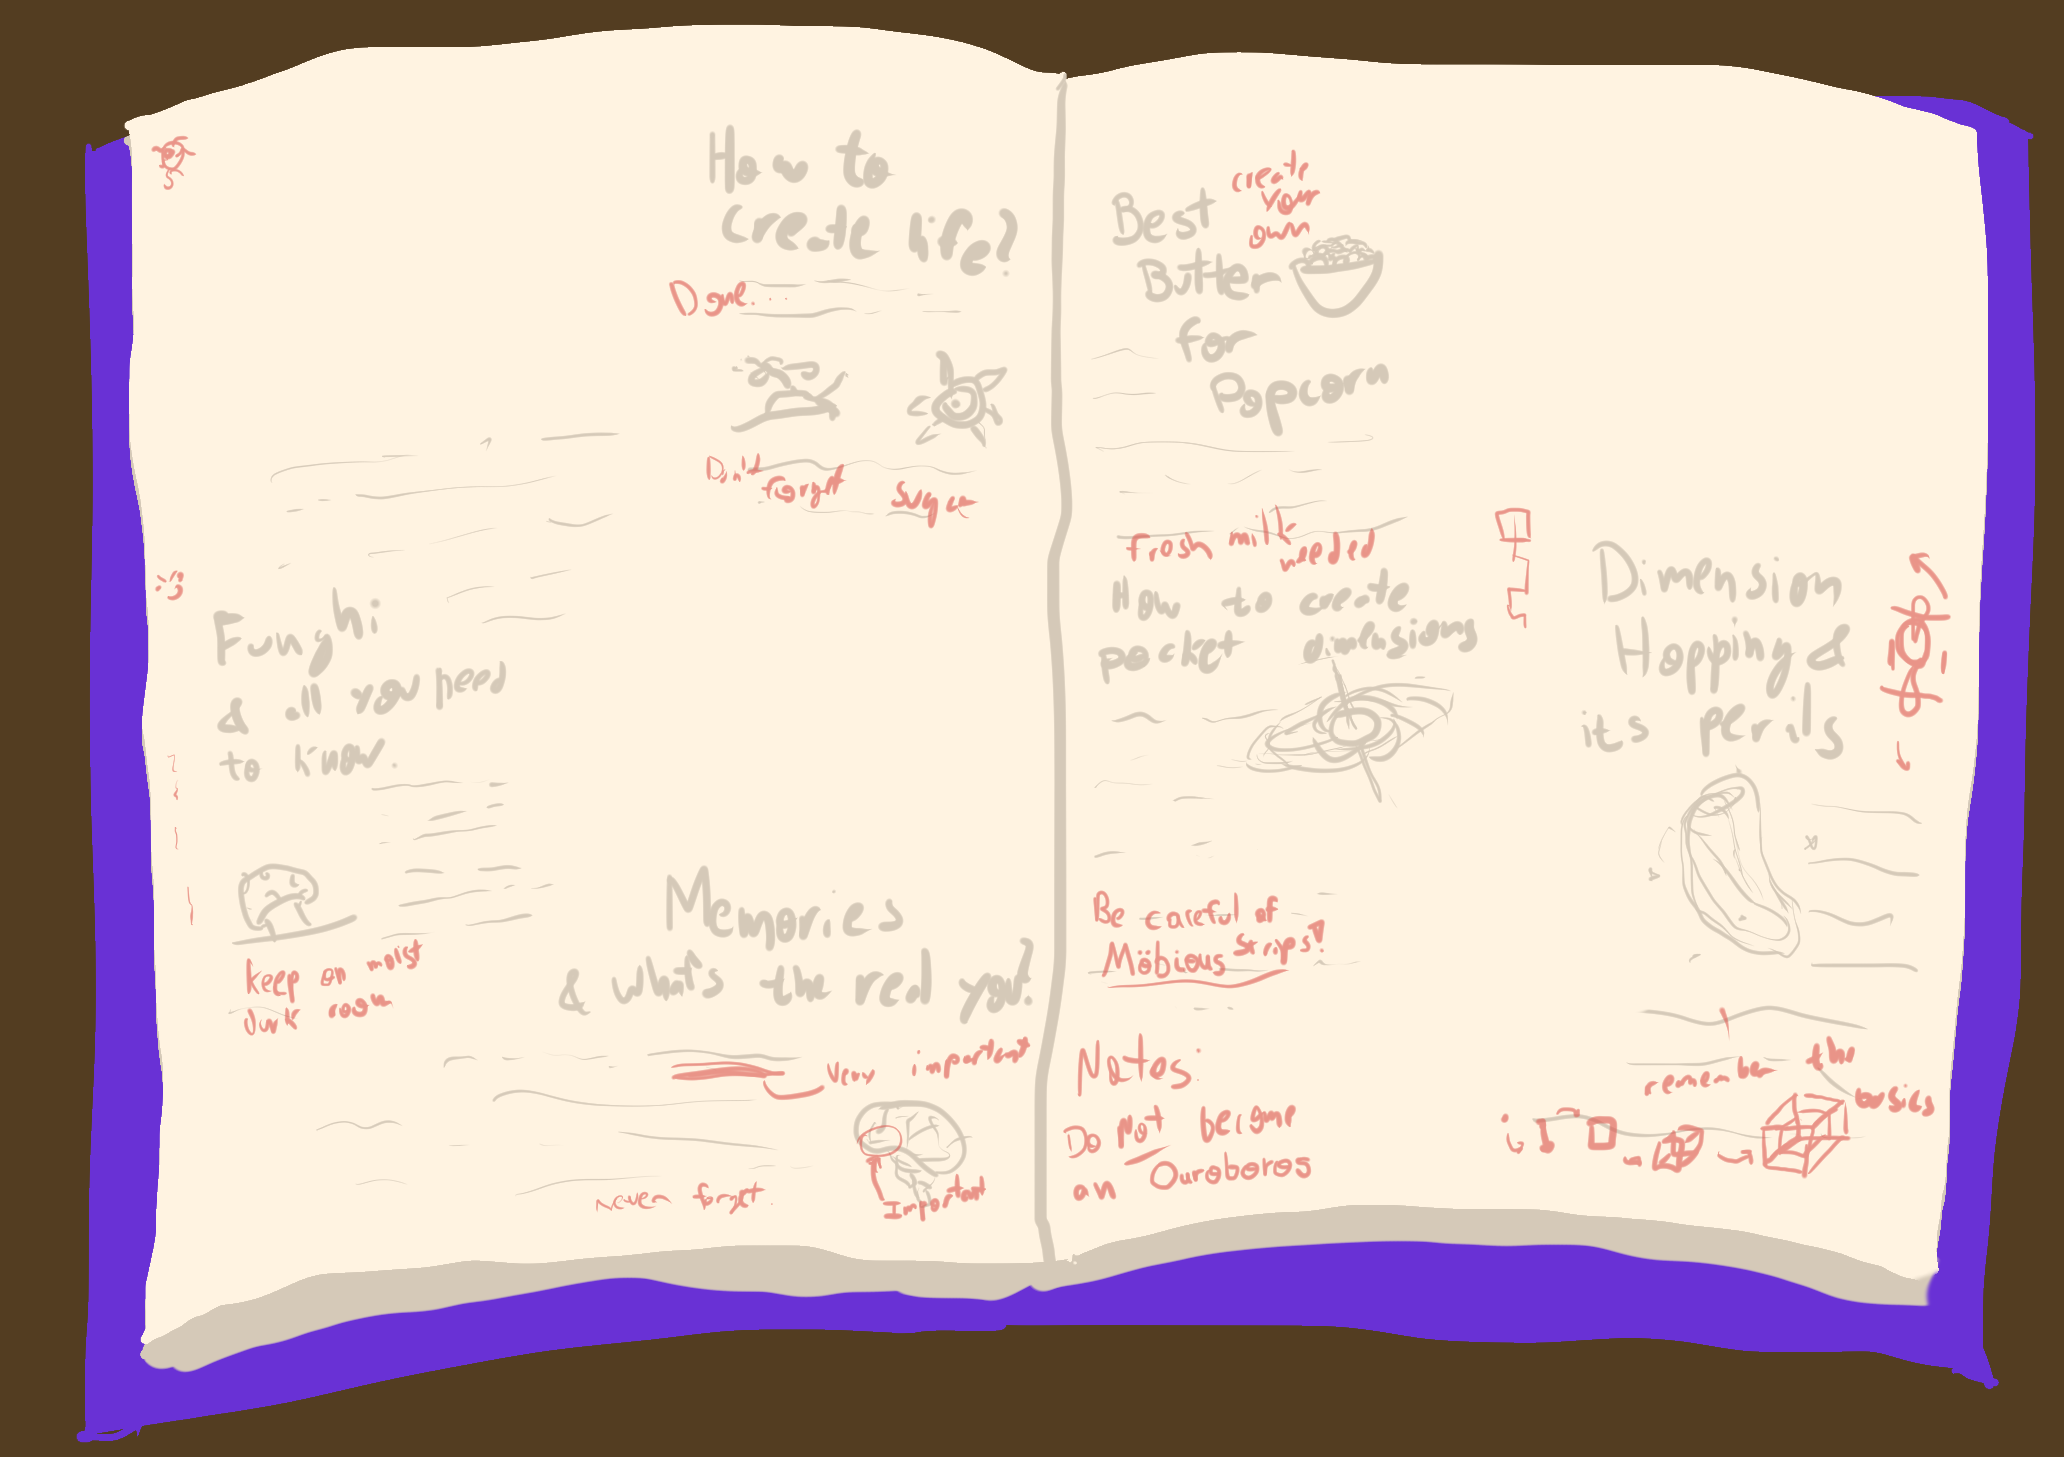 How to
create life?
Done...
Don't forget sugar
Funghi
& all you need
to know.
keep on moist
dark room
Memories
& what's the real you?
very important
Never forget.
Important
Best
Butter
for
Popcorn
create
your
own
Fresh milk
needed
How to create
pocket dimensions
Be careful of
Möbious strips!
Notes:
Do Not become
an Ouroboros
Dimension
Hopping &
its perils
remember the
basics